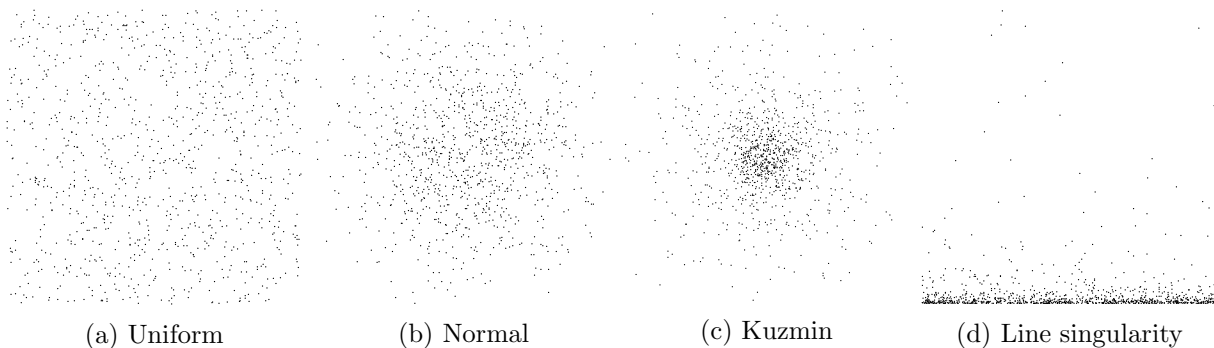 (a) Uniform
(b) Normal
(c) Kuzmin
(d) Line singularity